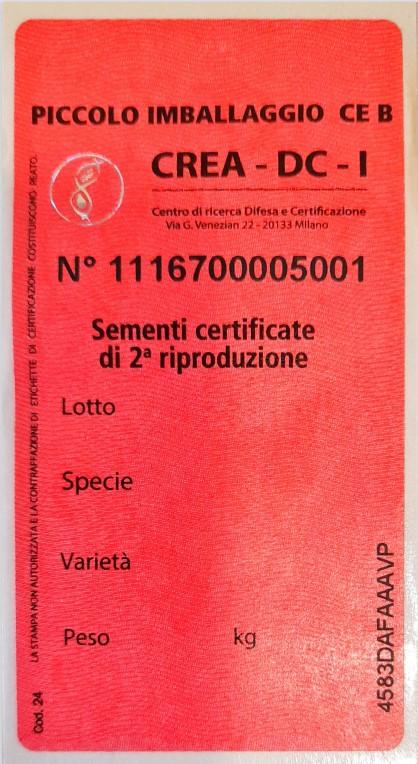 PICCOLO IMBALLAGGIO CE B
CREA - DC - I
Centro di ricerca Difesa e Certificazione
Via G. Venezian 22 - 20133 Milano
N° 1116700005001
Sementi certificate
di 2ª riproduzione
Lotto
Specie
Varietà
Peso kg
Cod. 24
LA STAMPA NON AUTORIZZATA E LA CONTRAFFAZIONE DI ETICHETTE DI CERTIFICAZIONE COSTITUISCONO REATO.
4583DAFAAAVP